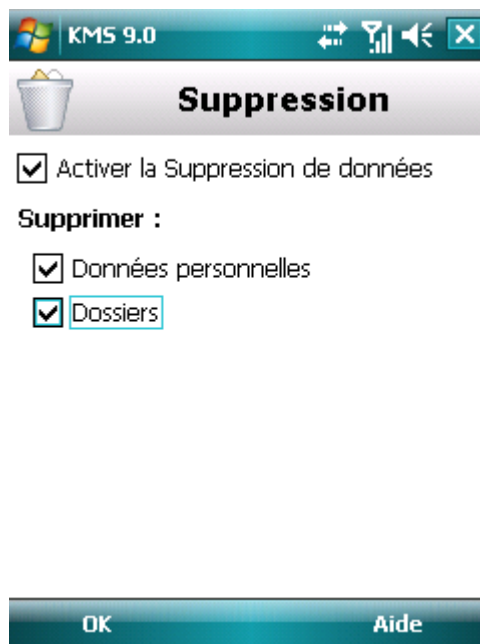 KMS 9.0
Suppression
Activer la Suppression de données
Supprimer :
Données personnelles
Dossiers
OK Aide